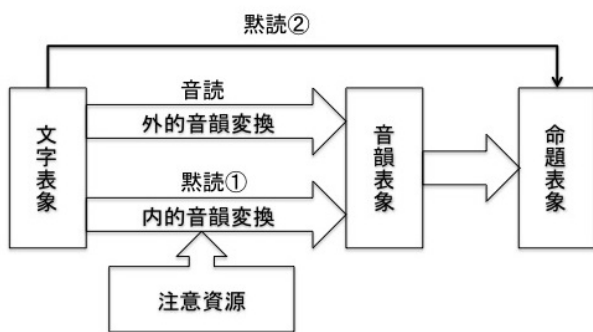 黙読②
音読
外的音韻変換
黙読①
内的音韻変換
文字表象
音韻表象
命題表象
注意資源